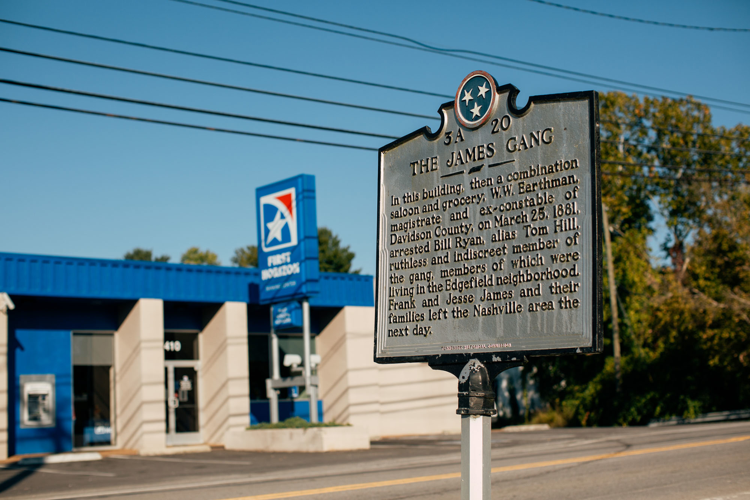 3A 20
THE JAMES GANG
In this building, then a combination
saloon and grocery, W.W. Earthman,
magistrate and ex-constable of
Davidson County, on March 25, 1881,
arrested Bill Ryan, alias Tom Hill,
ruthless and indiscreet member of
the gang, members of which were
living in the Edgefield neighborhood.
Frank and Jesse James and their
families left the Nashville area the
next day.
FIRST
HORIZON
410